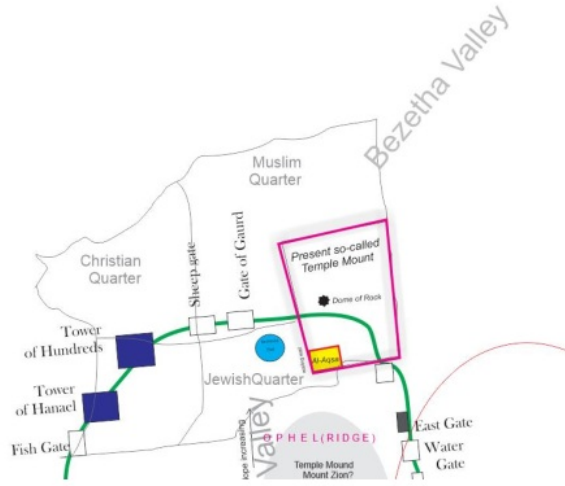 Bezetha Valley
Muslim
Quarter
Christian
Quarter
Sheep gate
Gate of Gaurd
Present so-called
Temple Mount
Dome of Rock
Tower
of Hundreds
Al-Aqsa
JewishQuarter
Tower
of Hanael
Fish Gate
East Gate
Water
Gate
Valley
OPHEL(RIDGE)
Temple Mound
Mount Zion?
lope increasing